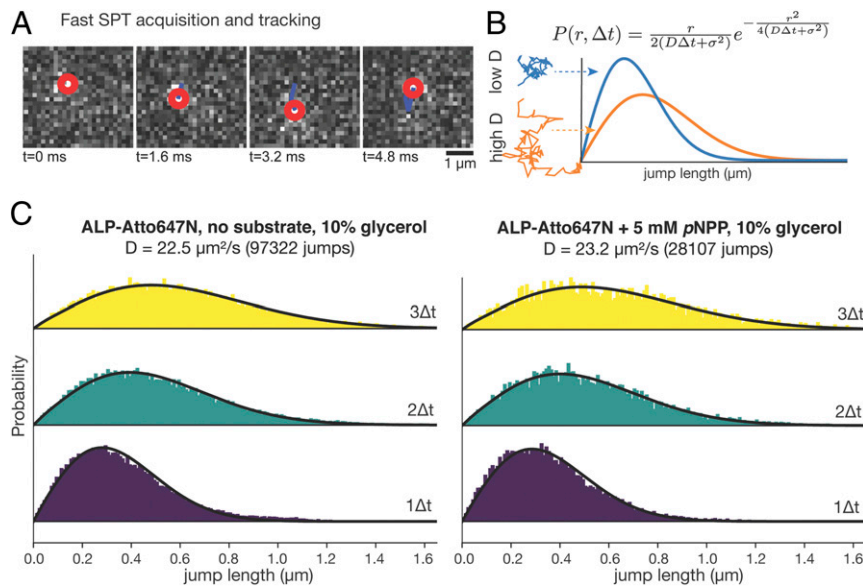 A
Fast SPT acquisition and tracking
t=0 ms
t=1.6 ms
t=3.2 ms
t=4.8 ms
1 μm
B
P(r, Δt) = r/2(DΔt+σ²) e^−r²/4(DΔt+σ²)
low D
high D
jump length (μm)
C
ALP-Atto647N, no substrate, 10% glycerol
D = 22.5 μm²/s (97322 jumps)
Probability
3Δt
2Δt
1Δt
0.0 0.2 0.4 0.6 0.8 1.0 1.2 1.4 1.6
jump length (μm)
ALP-Atto647N + 5 mM pNPP, 10% glycerol
D = 23.2 μm²/s (28107 jumps)
3Δt
2Δt
1Δt
0.0 0.2 0.4 0.6 0.8 1.0 1.2 1.4 1.6
jump length (μm)